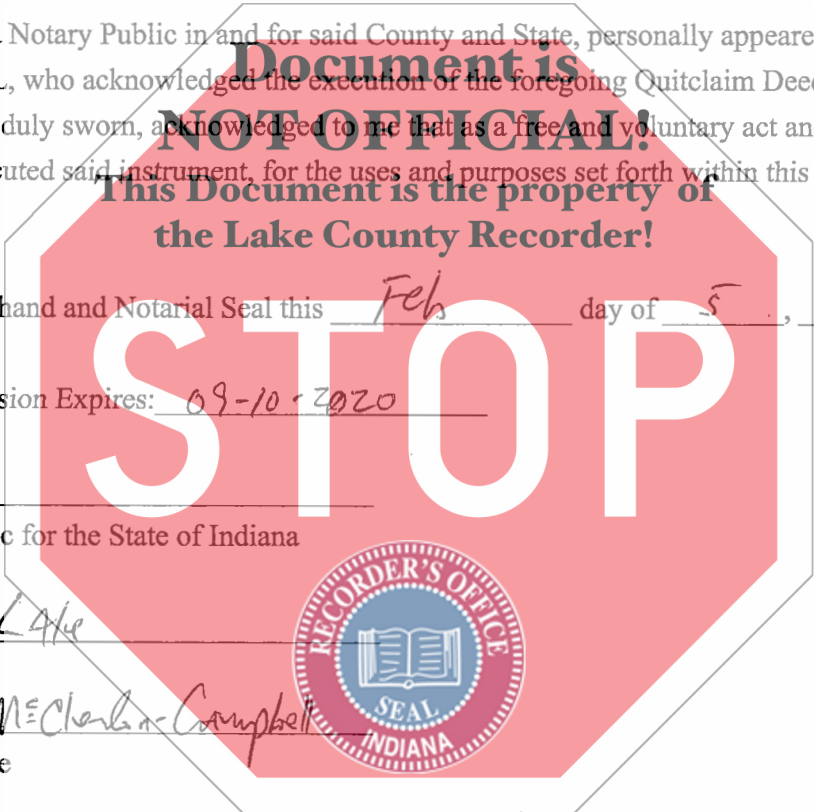 Notary Public in and for said County and State, personally appeare
Document is
L, who acknowledged the execution of the foregoing Quitclaim Deed
NOT OFFICIAL!
duly sworn, acknowledged to me that as a free and voluntary act an
uted said instrument, for the uses and purposes set forth within this
This Document is the property of
the Lake County Recorder!
hand and Notarial Seal this Feb day of 5 ,
STOP
sion Expires: 09-10-2020
c for the State of Indiana
Lake
RECORDER'S OFFICE
SEAL
INDIANA
Campbell
e